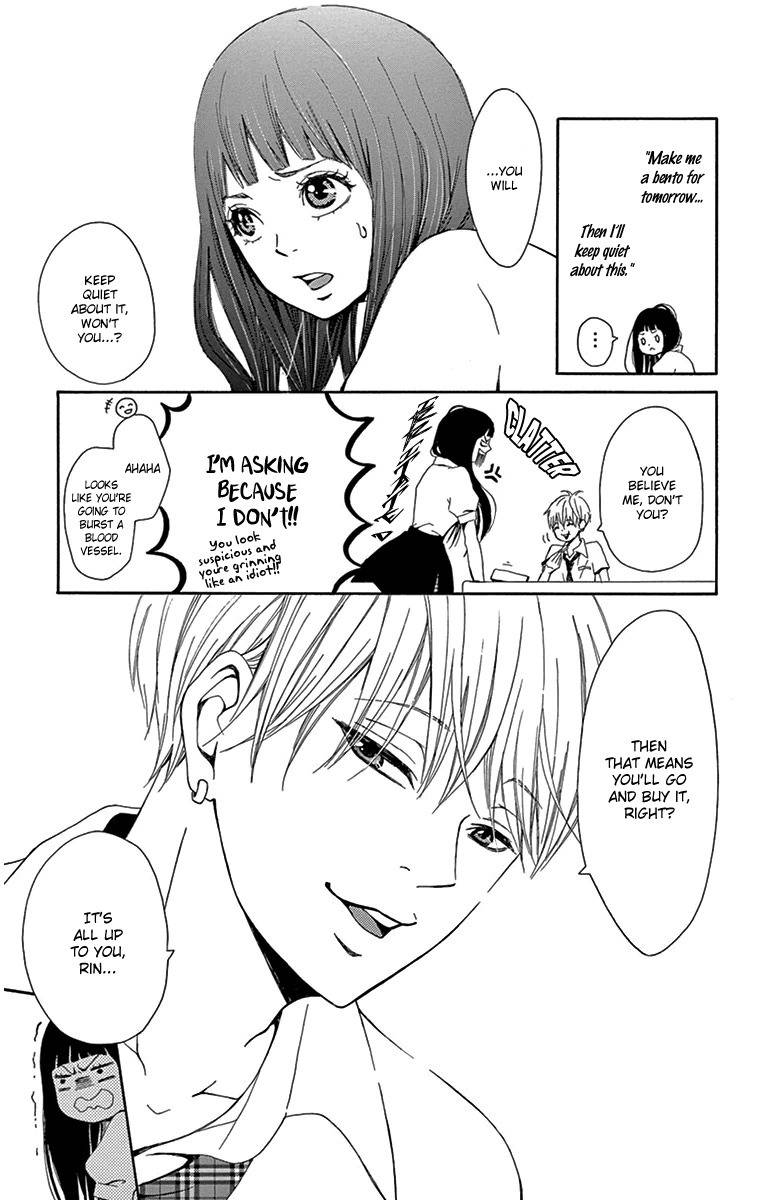 "Make me
a bento for
tomorrow...
Then I'll
keep quiet
about this."
...
...YOU
WILL
KEEP
QUIET
ABOUT IT,
WON'T
YOU...?
YOU
BELIEVE
ME, DON'T
YOU?
CLATTER
I'M ASKING
BECAUSE
I DON'T!!
You look
suspicious and
you're grinning
like an idiot!!
AHAHA
LOOKS
LIKE YOU'RE
GOING TO
BURST A
BLOOD
VESSEL.
THEN
THAT MEANS
YOU'LL GO
AND BUY IT,
RIGHT?
IT'S
ALL UP
TO YOU,
RIN...